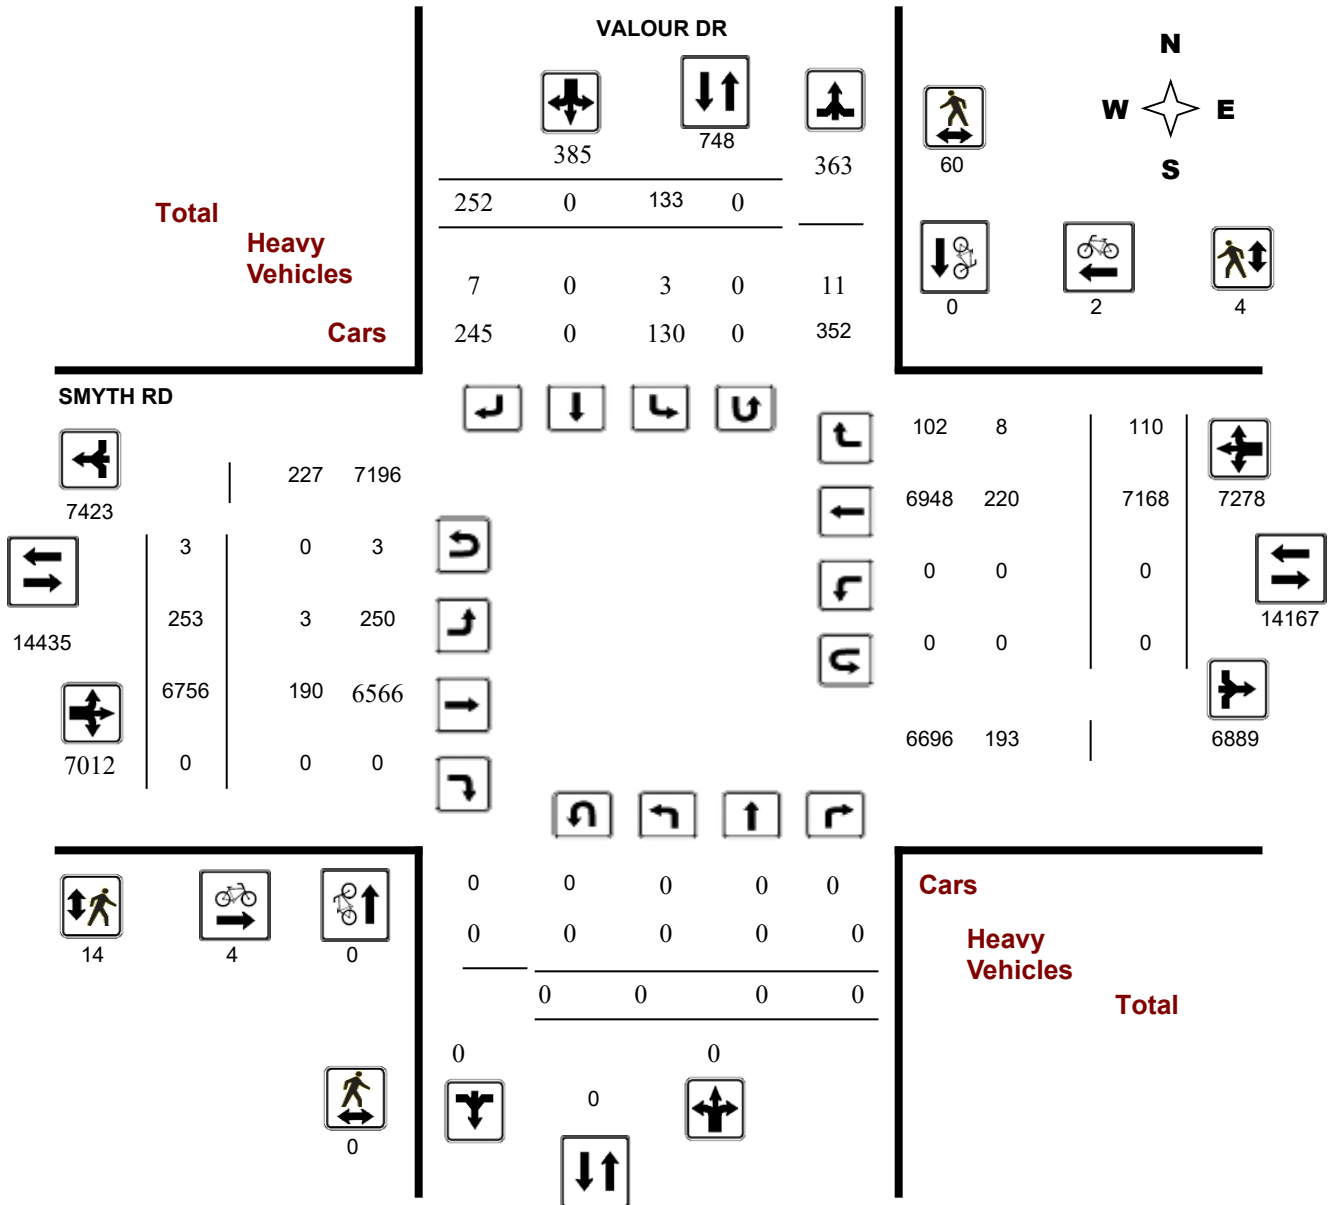 VALOUR DR
N
W E
S
385
748
363
60
Total
252 0 133 0
Heavy
Vehicles
7 0 3 0 11
0 2 4
Cars
245 0 130 0 352
SMYTH RD
102 8 110
227 7196
7423
6948 220 7168 7278
3 0 3
0 0 0
253 3 250
14435
14167
0 0 0
6756 190 6566
7012
0 0 0
6696 193 6889
0 0 0 0 0
Cars
0 0 0 0 0
Heavy
Vehicles
14 4 0
0 0 0 0
Total
0 0
0
0